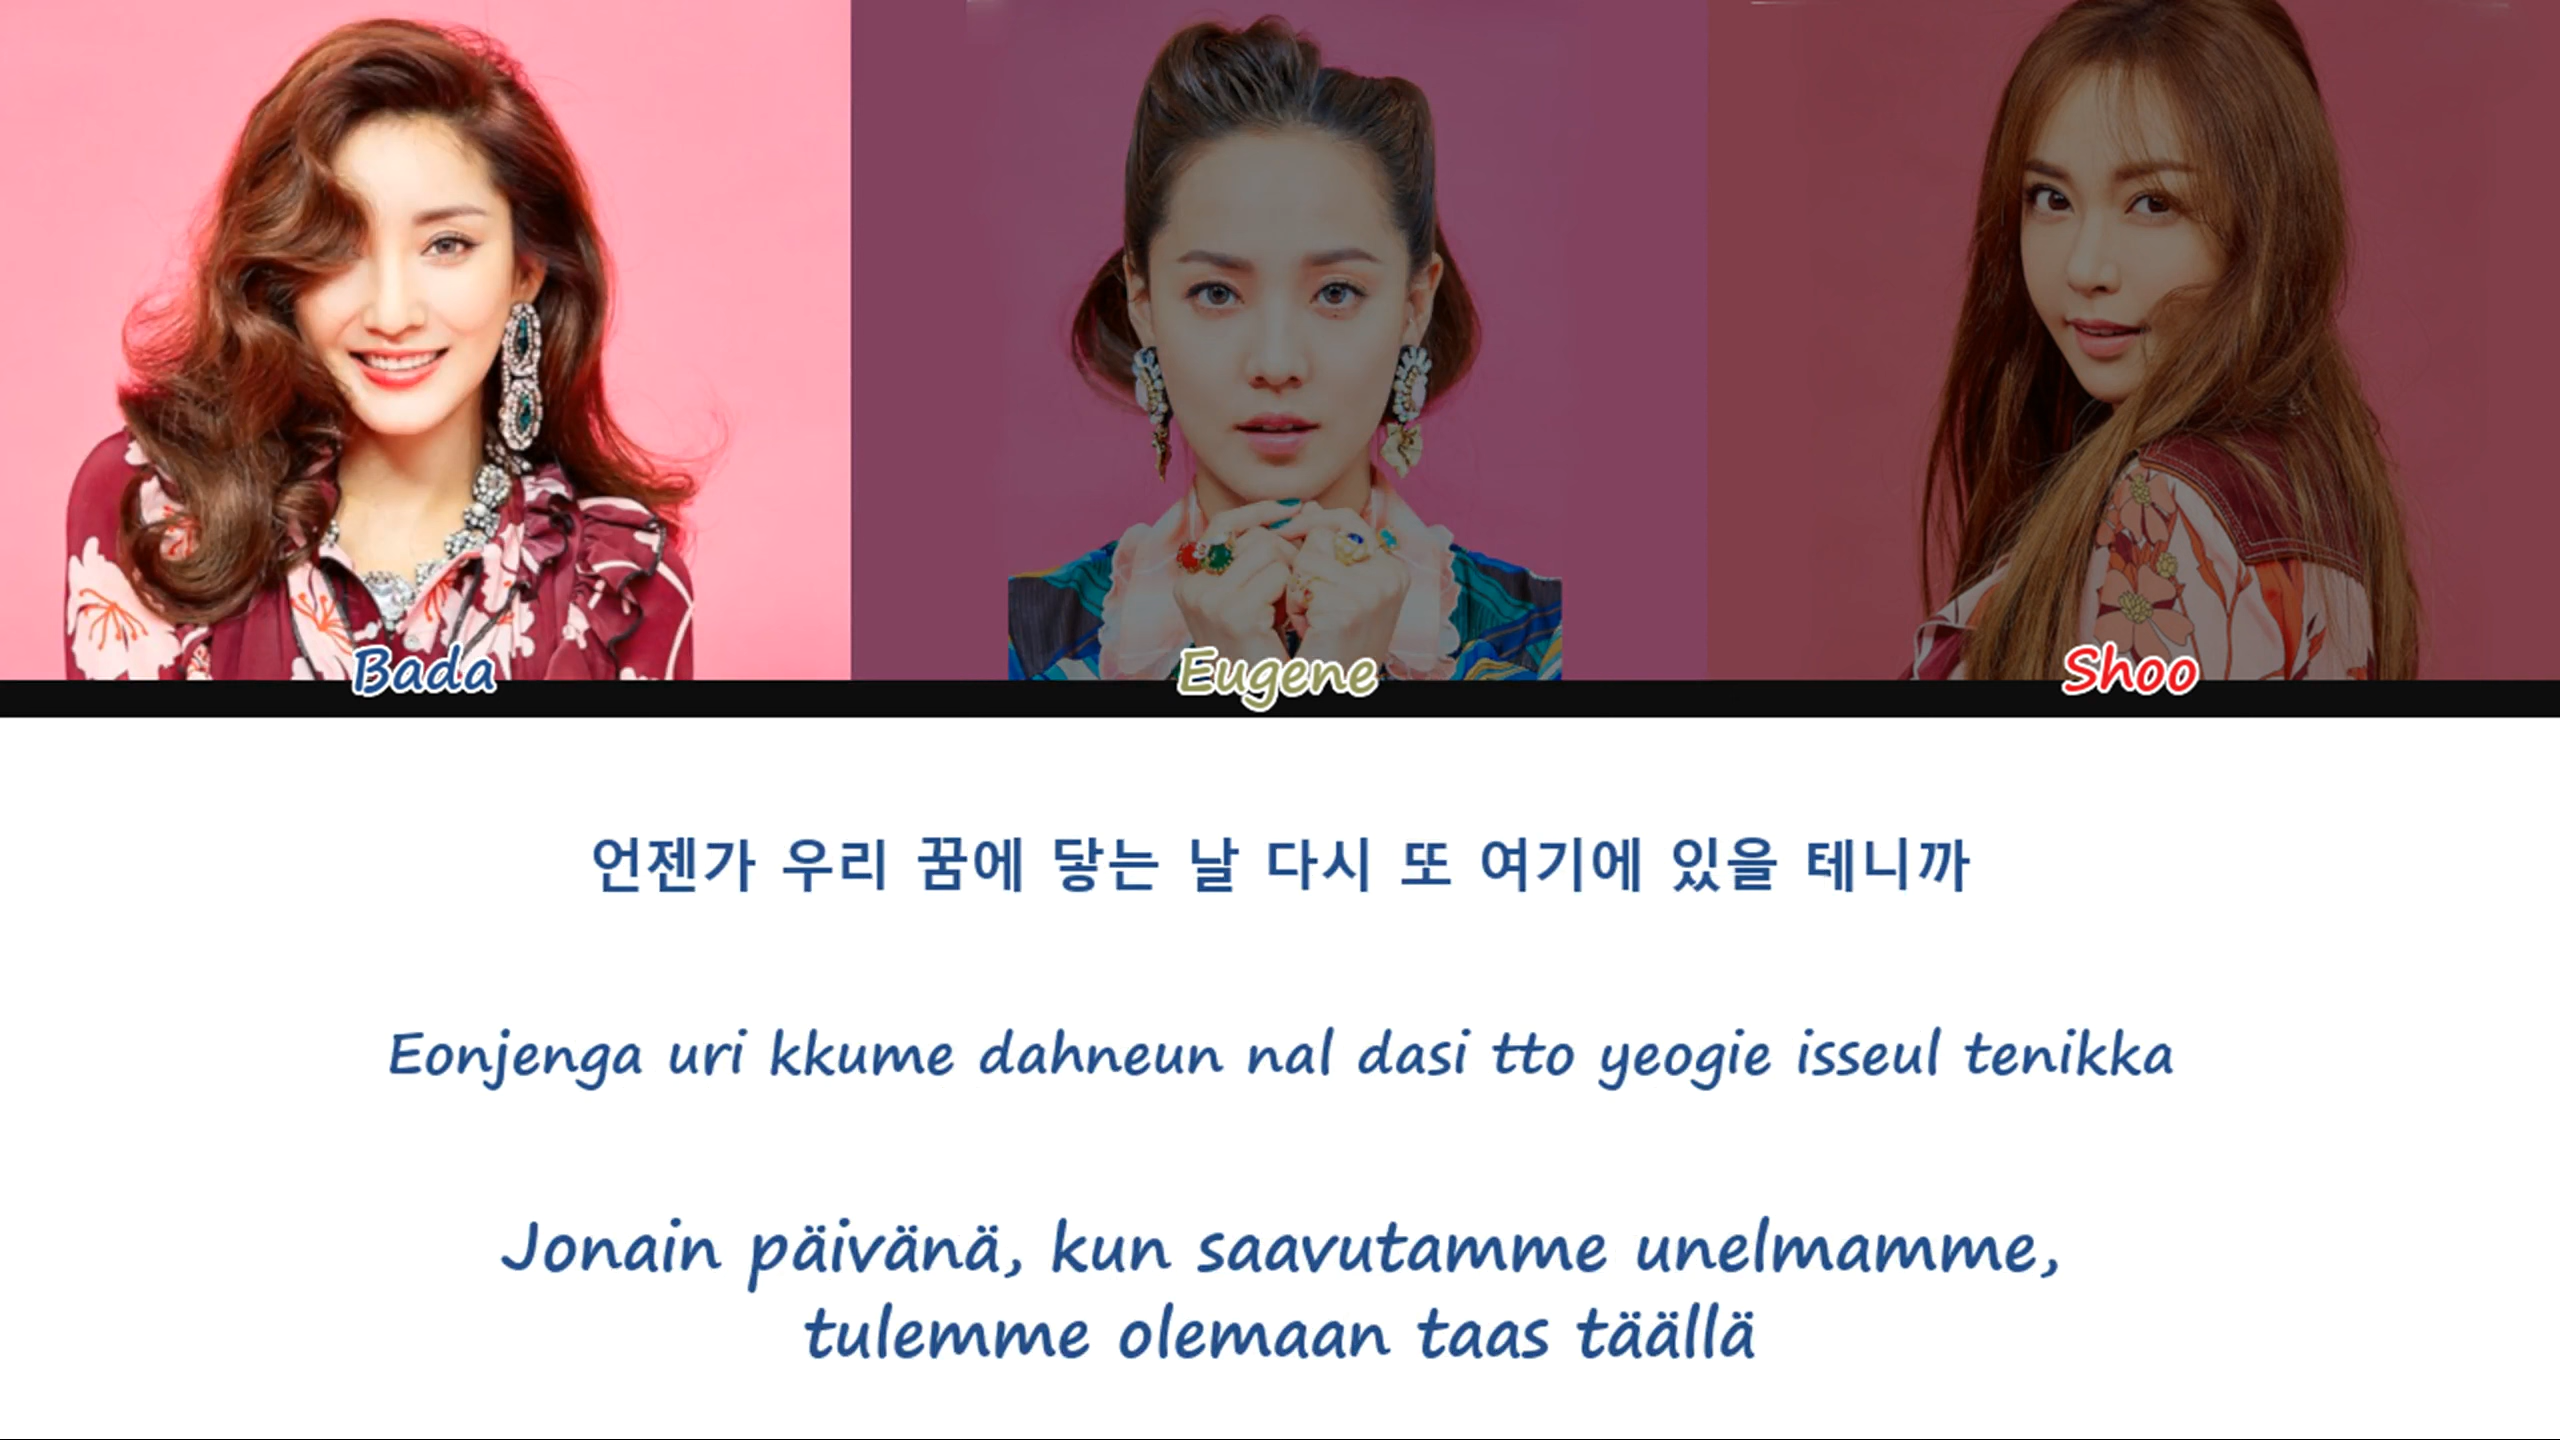 Bada
Eugene
Shoo
언젠가 우리 꿈에 닿는 날 다시 또 여기에 있을 테니까
Eonjenga uri kkume dahneun nal dasi tto yeogie isseul tenikka
Jonain päivänä, kun saavutamme unelmamme,
tulemme olemaan taas täällä